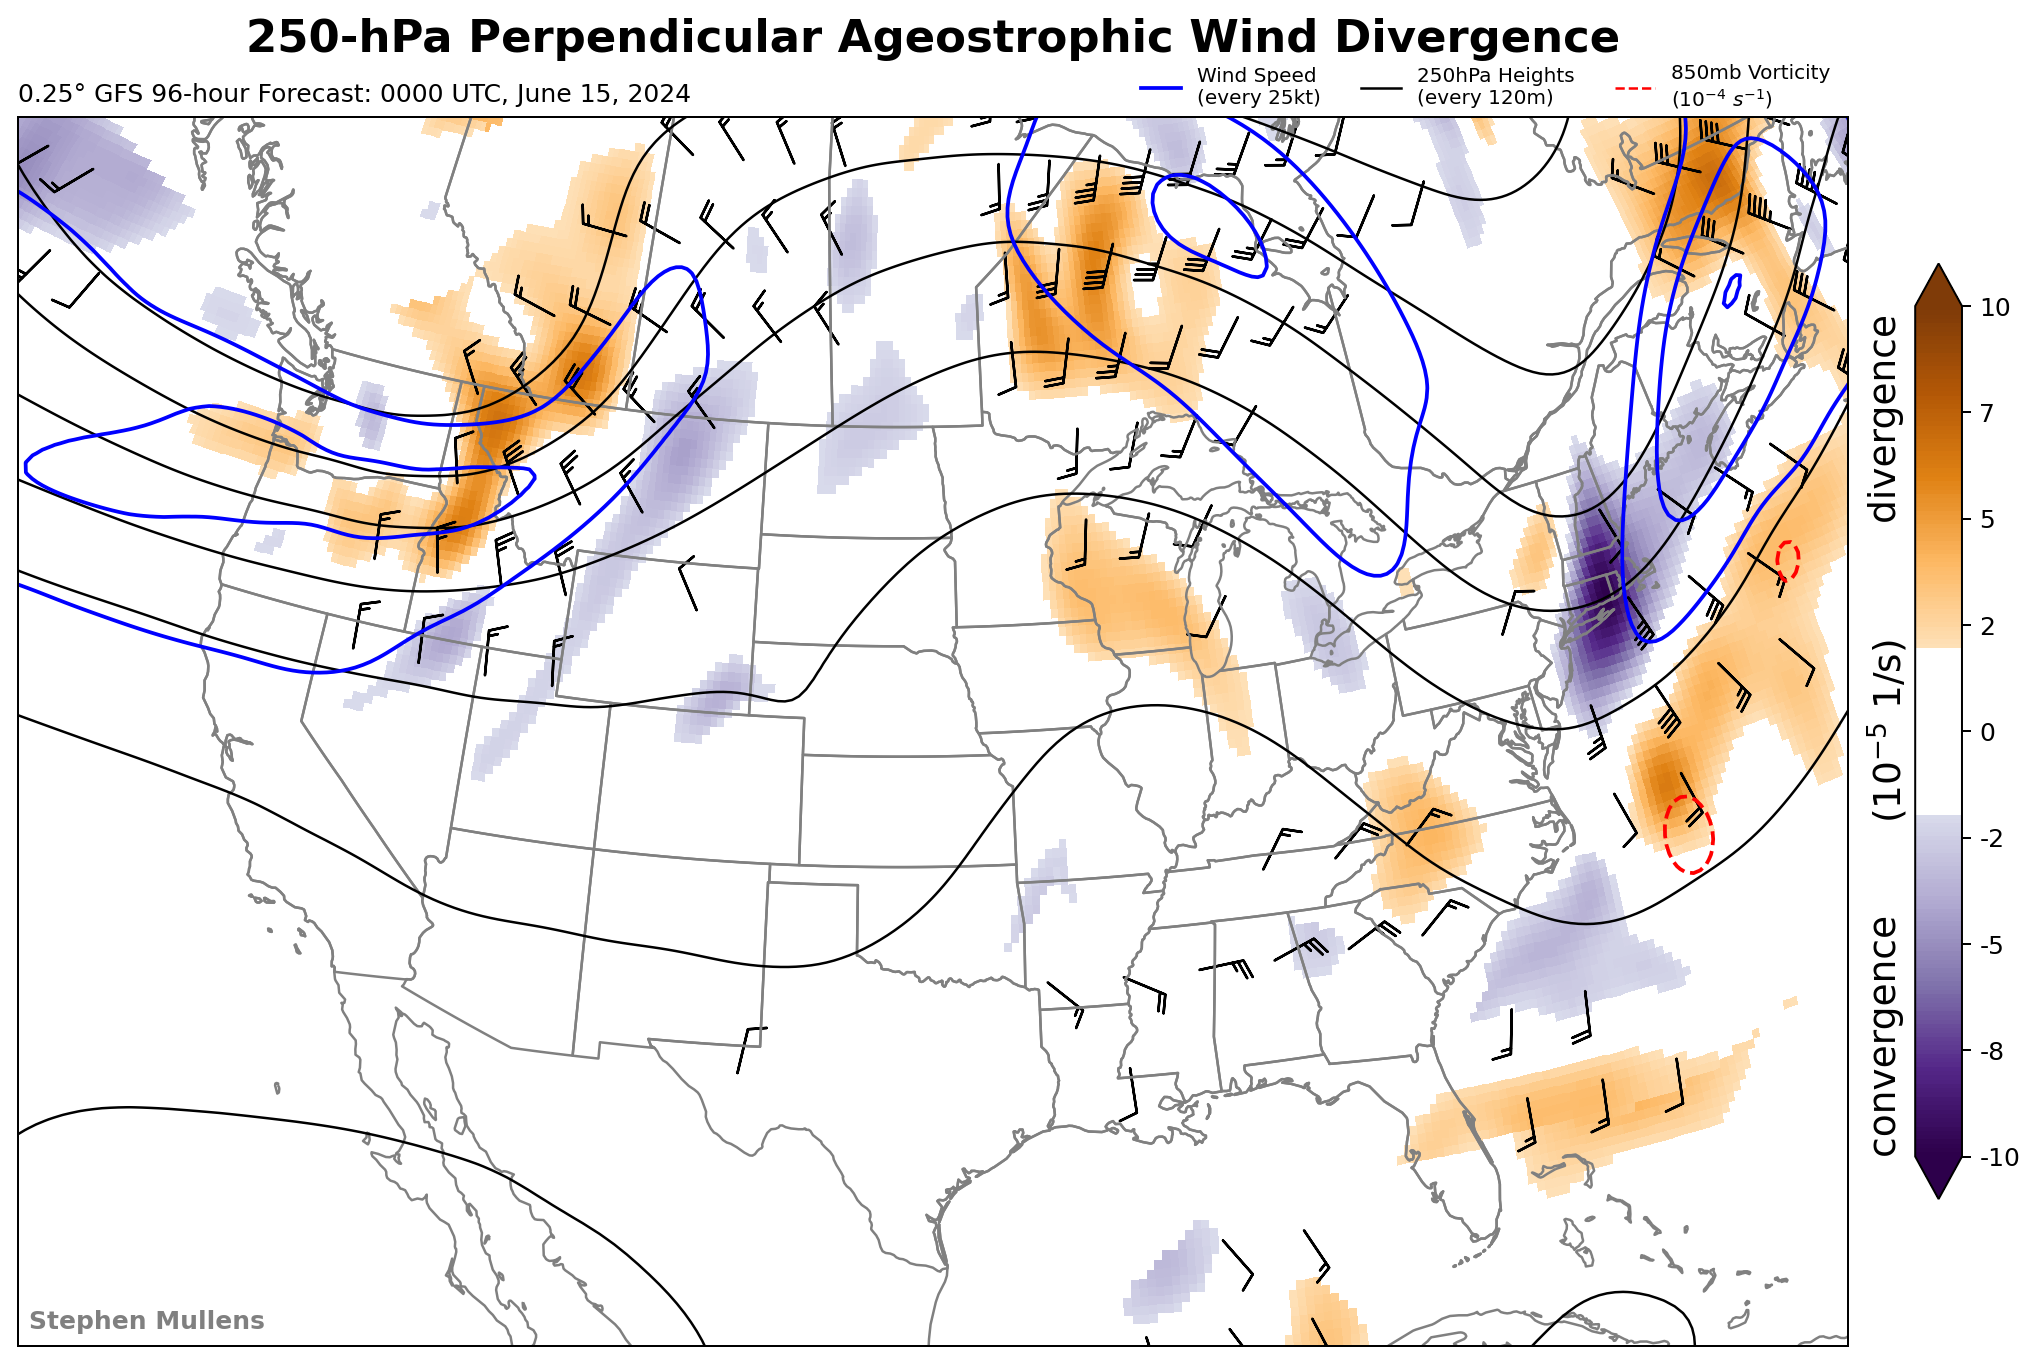 250-hPa Perpendicular Ageostrophic Wind Divergence
0.25° GFS 96-hour Forecast: 0000 UTC, June 15, 2024
Wind Speed
(every 25kt)
250hPa Heights
(every 120m)
850mb Vorticity
(10⁻⁴ s⁻¹)
10
7
5
2
0
-2
-5
-8
-10
convergence (10⁻⁵ 1/s) divergence
Stephen Mullens